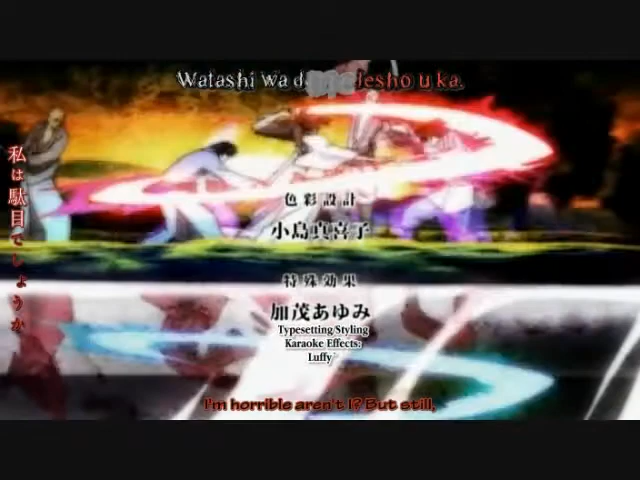 Watashi wa dame deshou ka.
私は駄目でしょうか
色彩設計
小島真喜子
特殊効果
加茂あゆみ
Typesetting/Styling
Karaoke Effects:
Luffy
I'm horrible aren't I? But still,